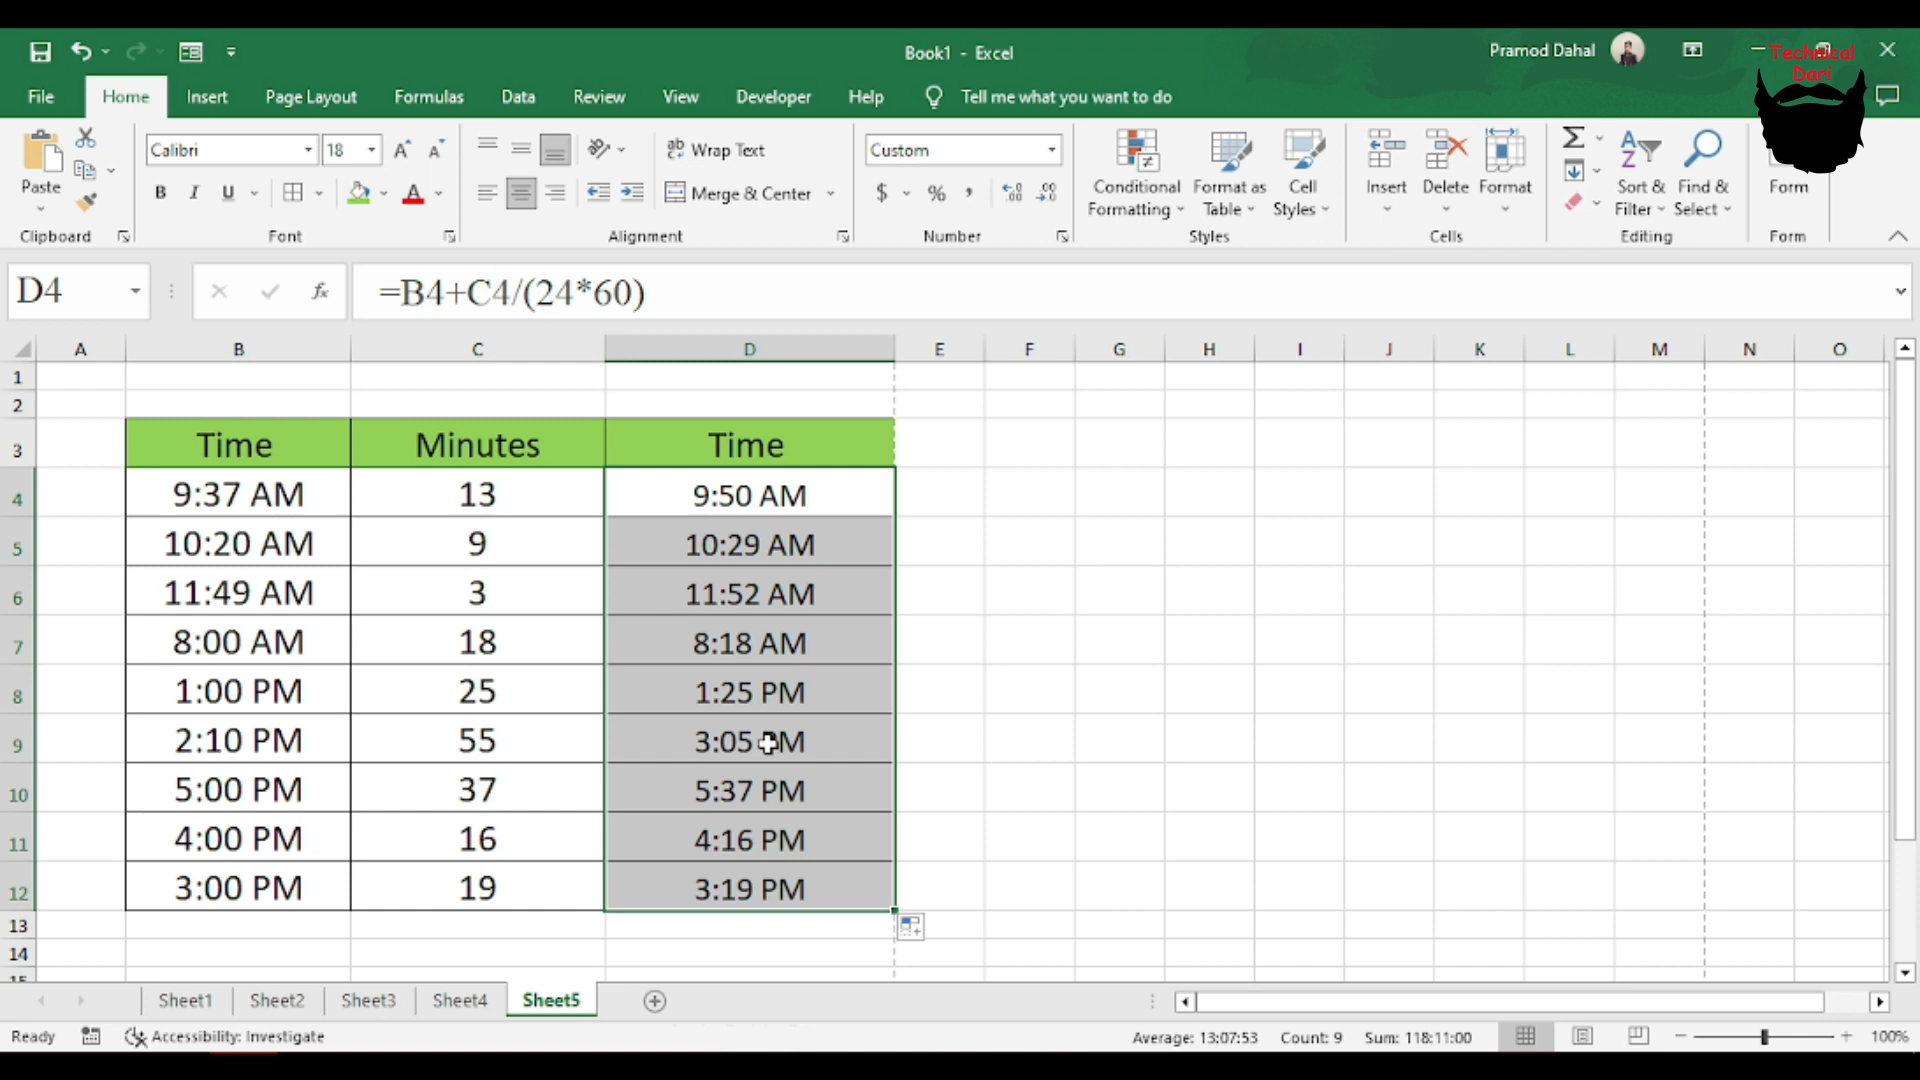 Book1 - Excel
Pramod Dahal
Technical
Dari
File Home Insert Page Layout Formulas Data Review View Developer Help Tell me what you want to do
Calibri 18 Wrap Text Custom
Paste B I U A Merge & Center $ % , Conditional Formatting Format as Table Cell Styles Insert Delete Format Sort & Filter Find & Select Form
Clipboard Font Alignment Number Styles Cells Editing Form
D4 fx =B4+C4/(24*60)
A B C D E F G H I J K L M N O
1
2
3 Time Minutes Time
4 9:37 AM 13 9:50 AM
5 10:20 AM 9 10:29 AM
6 11:49 AM 3 11:52 AM
7 8:00 AM 18 8:18 AM
8 1:00 PM 25 1:25 PM
9 2:10 PM 55 3:05 PM
10 5:00 PM 37 5:37 PM
11 4:00 PM 16 4:16 PM
12 3:00 PM 19 3:19 PM
13
14
15
Sheet1 Sheet2 Sheet3 Sheet4 Sheet5
Ready Accessibility: Investigate Average: 13:07:53 Count: 9 Sum: 118:11:00 100%